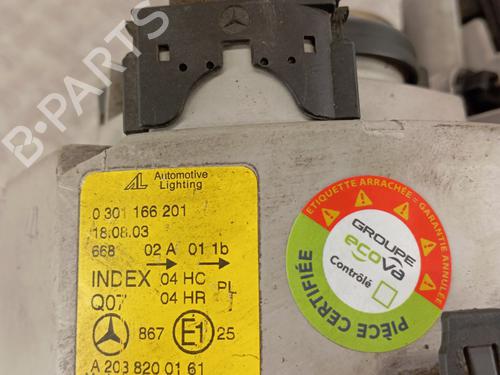 Automotive
Lighting
0 301 166 201
18.08.03
668 02 A 01 1b
INDEX 04 HC PL
Q07 04 HR
867 E1 25
A 203 820 01 61
ETIQUETTE ARRACHÉE = GARANTIE ANNULÉE
GROUPE
ecova
Contrôlé
PIÈCE CERTIFIÉE
B-PARTS